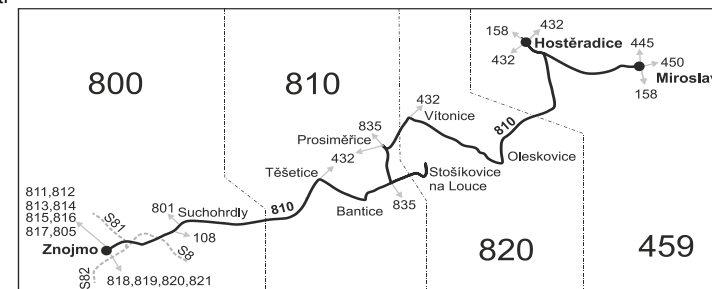 158
432
Hostěradice
432
445
450
Miroslav
158
800
810
432
835
Vítonice
Prosiměřice
810
432
Oleskovice
Těšetice
Stošíkovice
na Louce
811,812
813,814
815,816
817,805
801
Suchohrdly
810
Bantice
835
S81
108
Znojmo
S8
820
459
S82
818,819,820,821